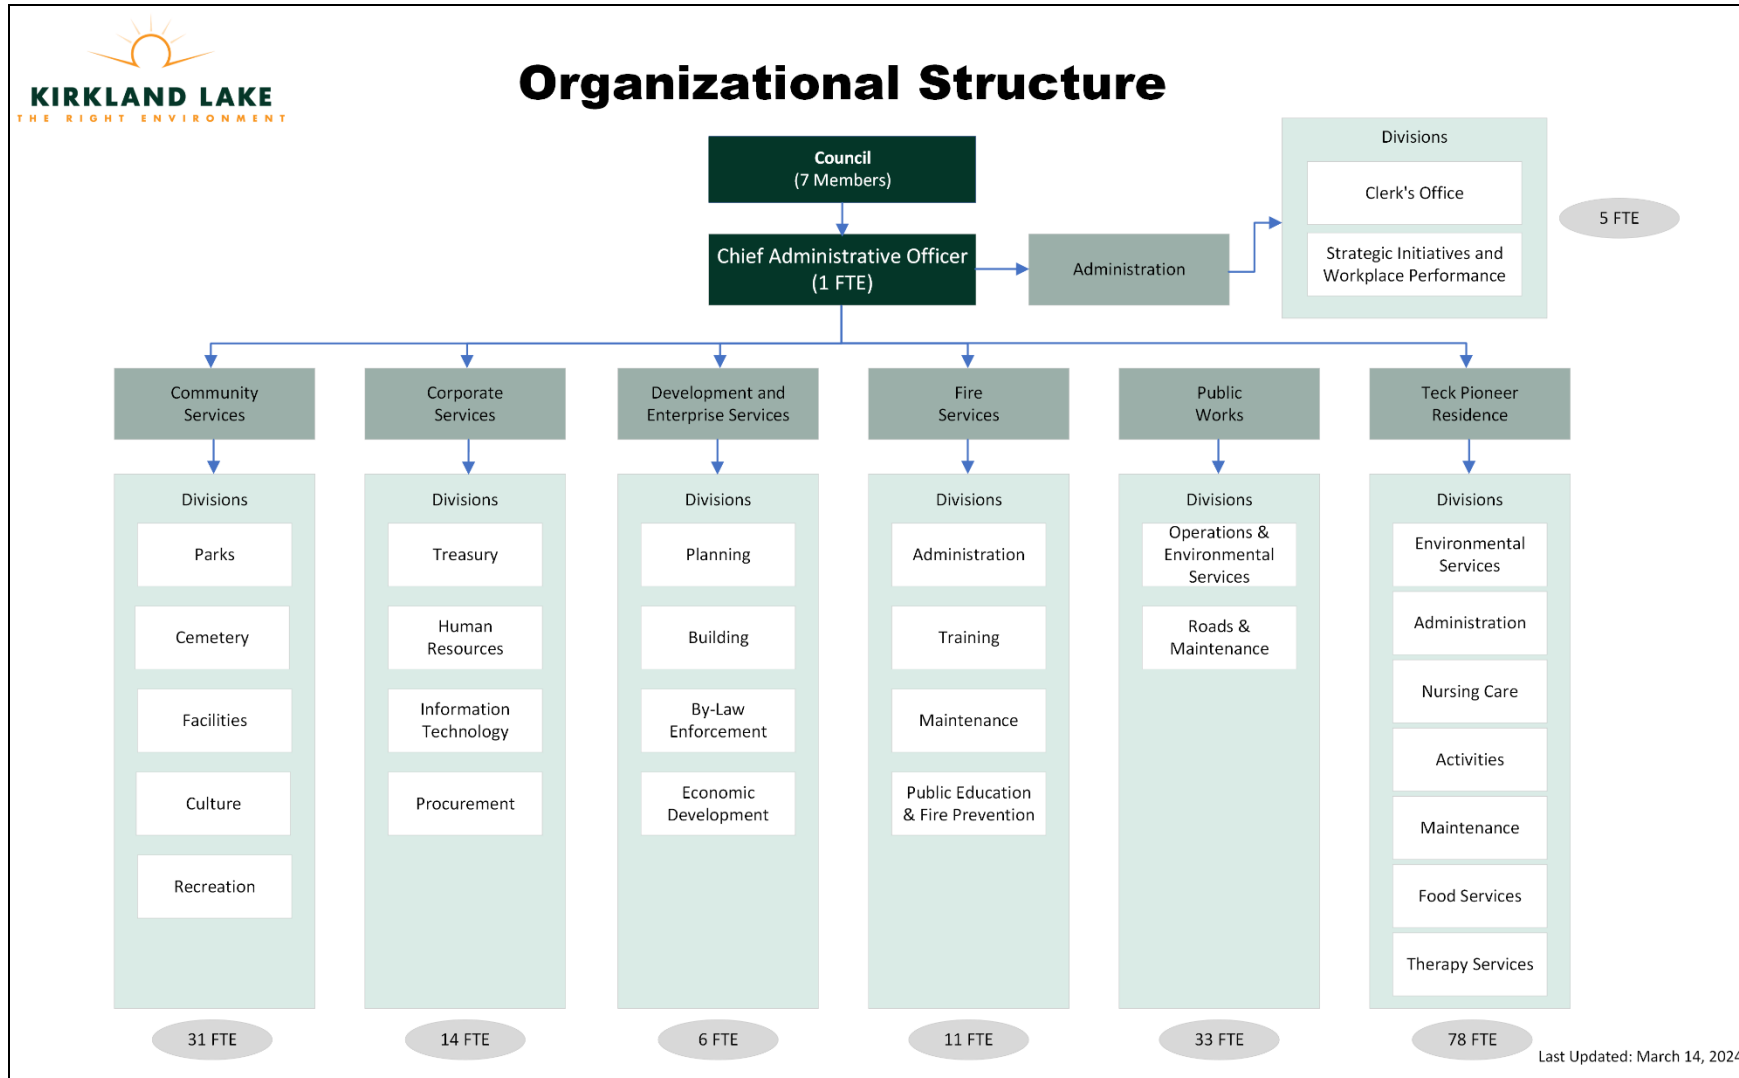 KIRKLAND LAKE
THE RIGHT ENVIRONMENT
Organizational Structure
Council
(7 Members)
Chief Administrative Officer
(1 FTE)
Administration
Divisions
Clerk's Office
Strategic Initiatives and
Workplace Performance
5 FTE
Community
Services
Divisions
Parks
Cemetery
Facilities
Culture
Recreation
31 FTE
Corporate
Services
Divisions
Treasury
Human
Resources
Information
Technology
Procurement
14 FTE
Development and
Enterprise Services
Divisions
Planning
Building
By-Law
Enforcement
Economic
Development
6 FTE
Fire
Services
Divisions
Administration
Training
Maintenance
Public Education
& Fire Prevention
11 FTE
Public
Works
Divisions
Operations &
Environmental
Services
Roads &
Maintenance
33 FTE
Teck Pioneer
Residence
Divisions
Environmental
Services
Administration
Nursing Care
Activities
Maintenance
Food Services
Therapy Services
78 FTE
Last Updated: March 14, 2024